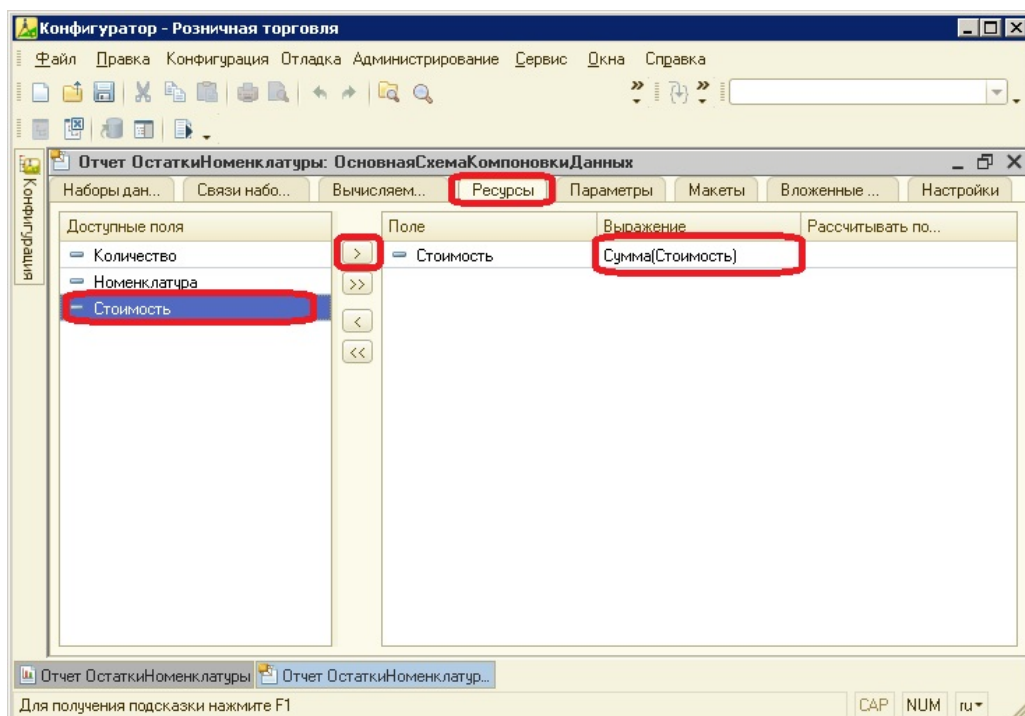 Конфигуратор - Розничная торговля
Файл Правка Конфигурация Отладка Администрирование Сервис Окна Справка
Отчет ОстаткиНоменклатуры: ОсновнаяСхемаКомпоновкиДанных
Конфигурация
Наборы дан... Связи набо... Вычисляем... Ресурсы Параметры Макеты Вложенные ... Настройки
Доступные поля Поле Выражение Рассчитывать по...
Количество > Стоимость Сумма(Стоимость)
Номенклатура >>
Стоимость <
<<
Отчет ОстаткиНоменклатуры Отчет ОстаткиНоменклатур...
Для получения подсказки нажмите F1 CAP NUM ru